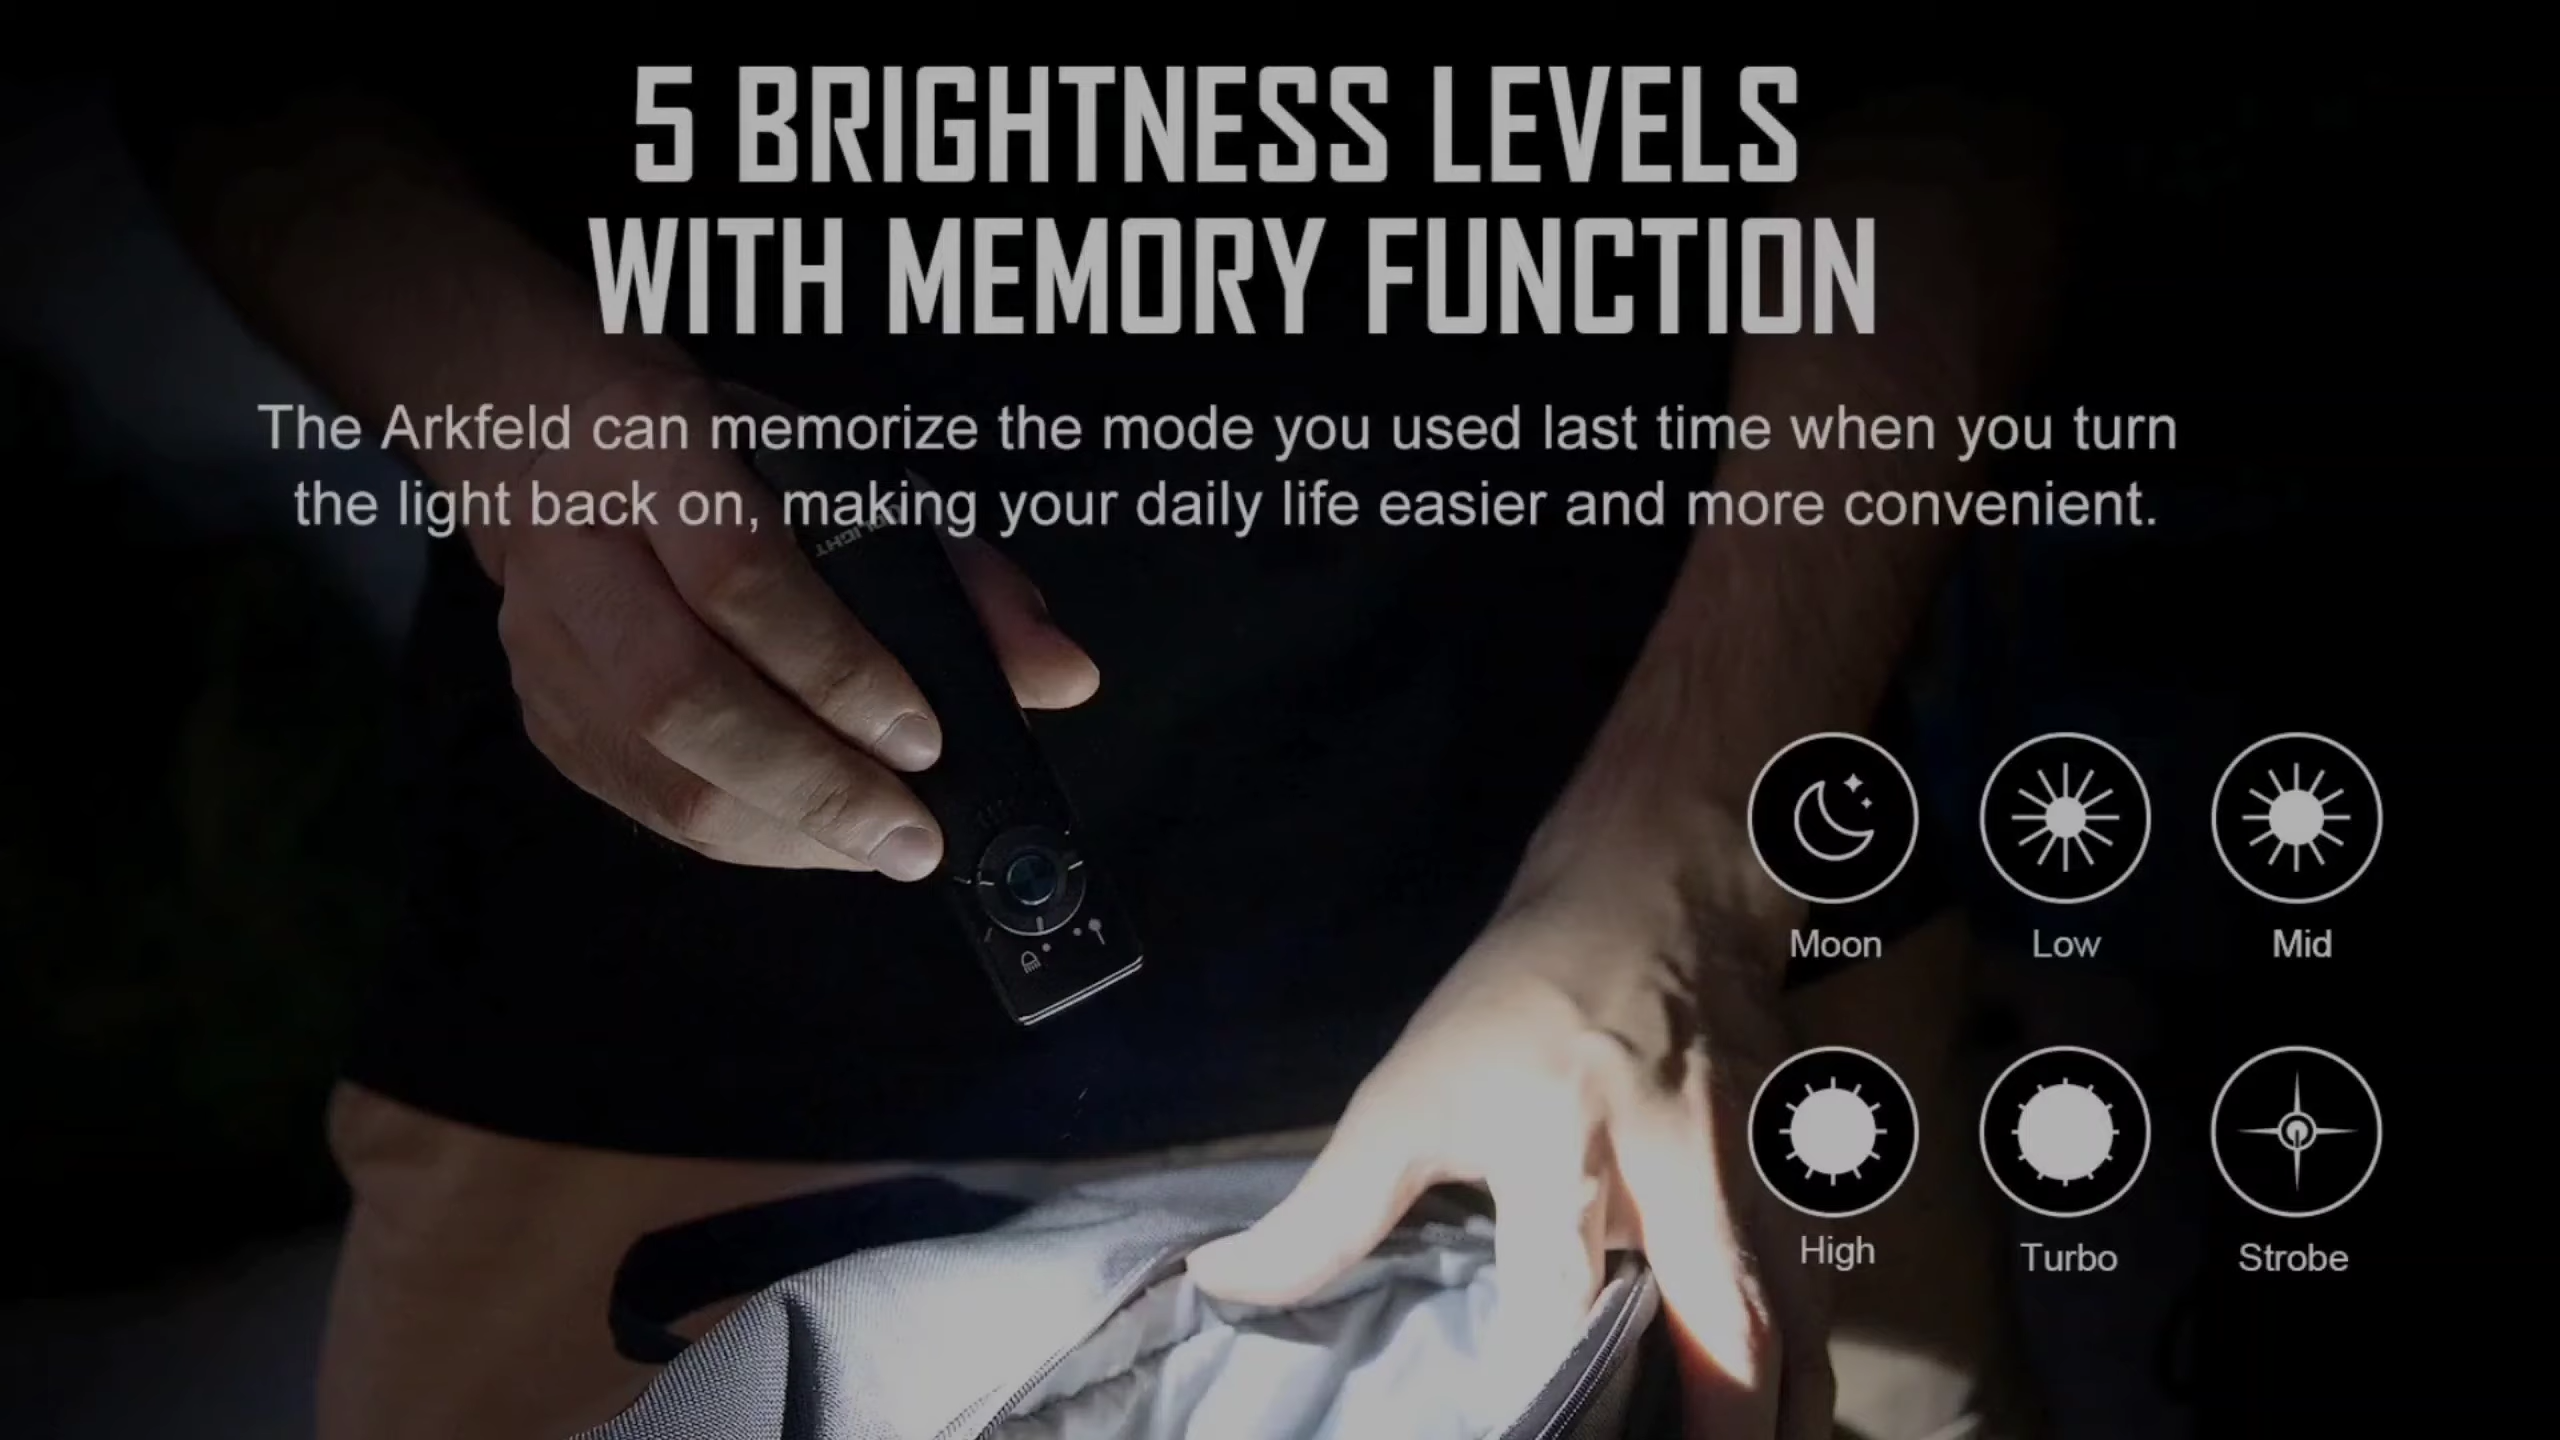 5 BRIGHTNESS LEVELS
WITH MEMORY FUNCTION
The Arkfeld can memorize the mode you used last time when you turn
the light back on, making your daily life easier and more convenient.
Moon
Low
Mid
High
Turbo
Strobe